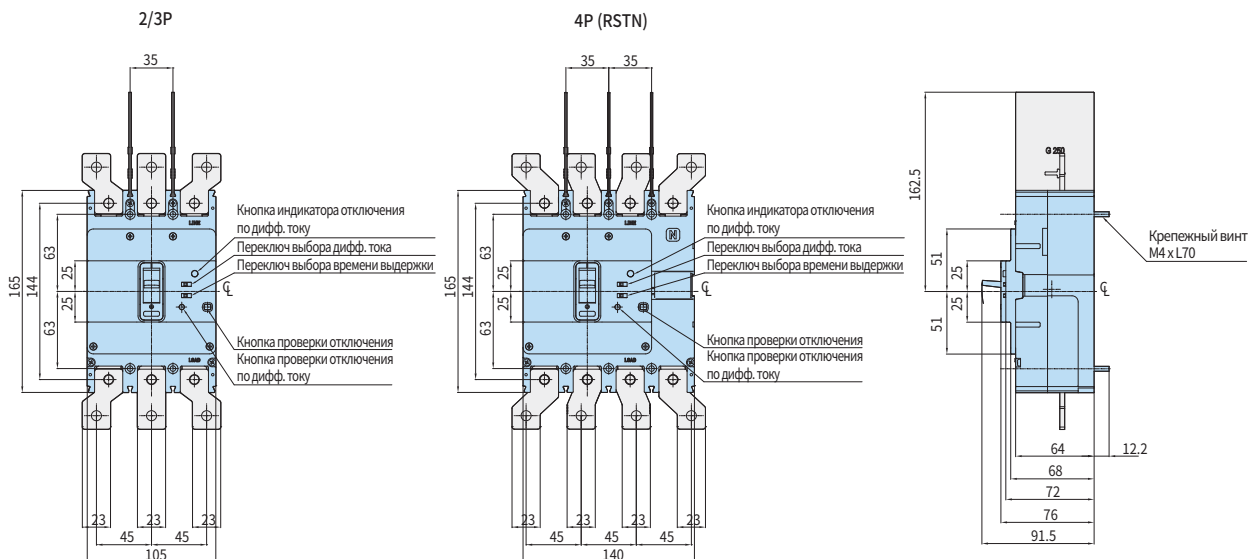 2/3P
35
165
144
63
63
25
25
LINE
Кнопка индикатора отключения
по дифф. току
Переключ выбора дифф. тока
Переключ выбора времени выдержки
℄
Кнопка проверки отключения
Кнопка проверки отключения
по дифф. току
LOAD
23
23
23
45
45
105
4P (RSTN)
35
35
165
144
63
63
25
25
LINE
N
Кнопка индикатора отключения
по дифф. току
Переключ выбора дифф. тока
Переключ выбора времени выдержки
℄
Кнопка проверки отключения
Кнопка проверки отключения
по дифф. току
LOAD
23
23
23
23
45
45
45
140
G 250
162.5
51
51
25
25
Крепежный винт
M4 x L70
℄
64
12.2
68
72
76
91.5